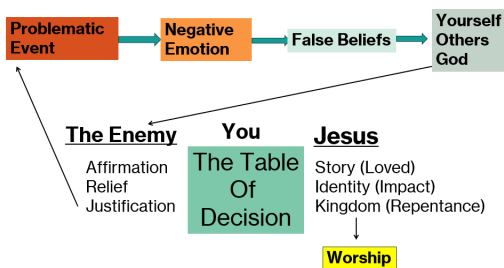 Problematic
Event
Negative
Emotion
False Beliefs
Yourself
Others
God
The Enemy
Affirmation
Relief
Justification
You
The Table
Of
Decision
Jesus
Story (Loved)
Identity (Impact)
Kingdom (Repentance)
Worship